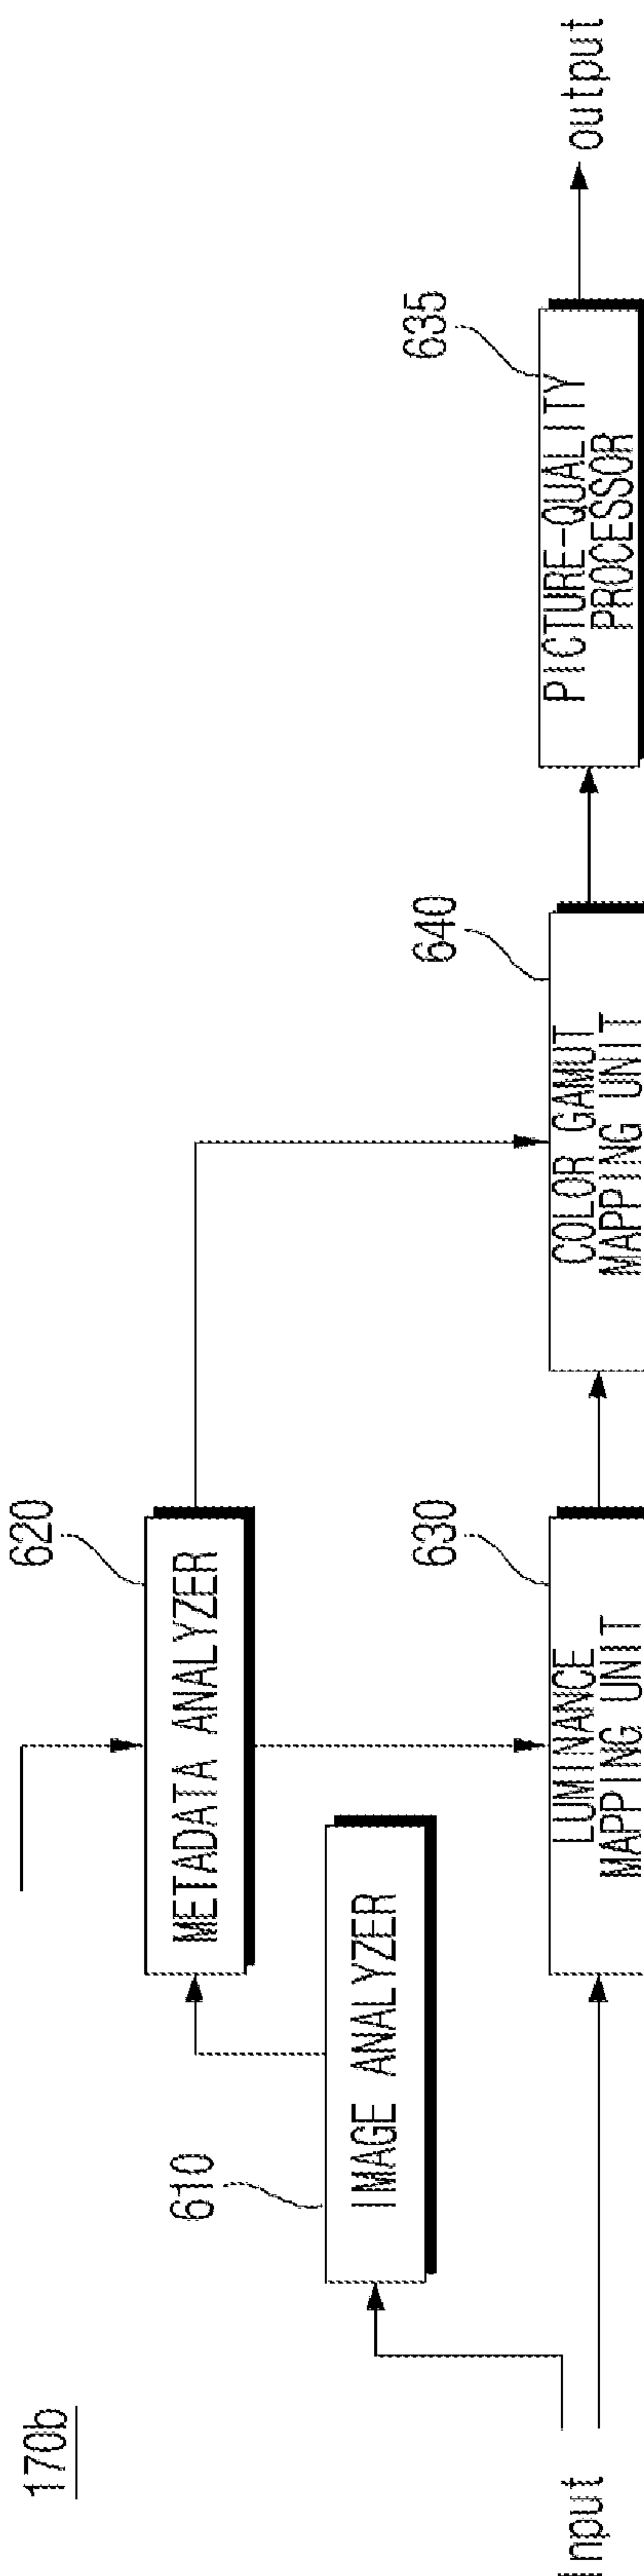 170b
620
METADATA ANALYZER
610
IMAGE ANALYZER
input
630
LUMINANCE
MAPPING UNIT
640
COLOR GAMUT
MAPPING UNIT
635
PICTURE-QUALITY
PROCESSOR
output